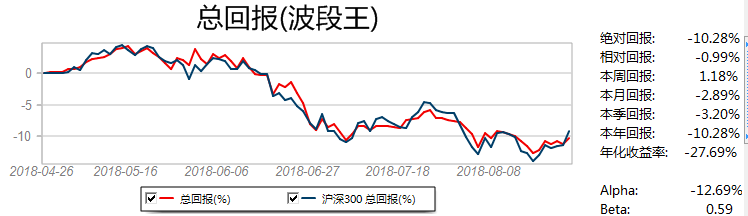 总回报(波段王)
0
-5
-10
2018-04-26 2018-05-16 2018-06-06 2018-06-27 2018-07-18 2018-08-08
总回报(%) 沪深300 总回报(%)
绝对回报: -10.28%
相对回报: -0.99%
本周回报: 1.18%
本月回报: -2.89%
本季回报: -3.20%
本年回报: -10.28%
年化收益率: -27.69%
Alpha: -12.69%
Beta: 0.59